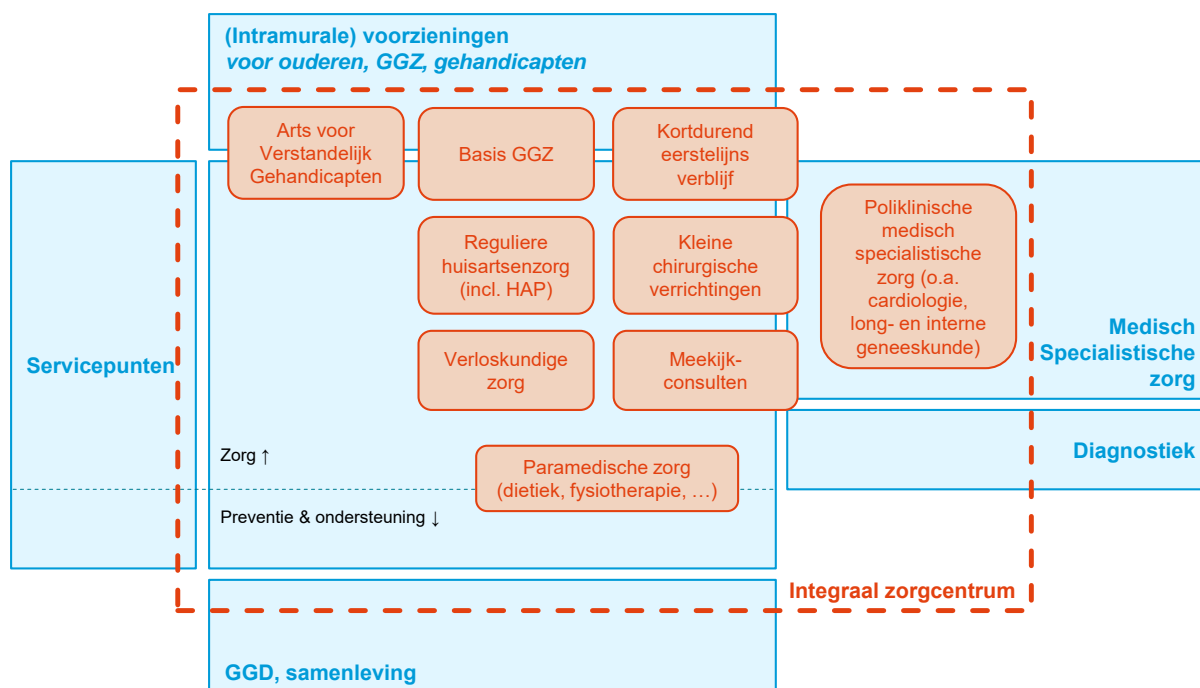 (Intramurale) voorzieningen
voor ouderen, GGZ, gehandicapten
Arts voor
Verstandelijk
Gehandicapten
Basis GGZ
Kortdurend
eerstelijns
verblijf
Reguliere
huisartsenzorg
(incl. HAP)
Kleine
chirurgische
verrichtingen
Poliklinische
medisch
specialistische
zorg (o.a.
cardiologie,
long- en interne
geneeskunde)
Servicepunten
Verloskundige
zorg
Meekijk-
consulten
Medisch
Specialistische
zorg
Zorg ↑
Paramedische zorg
(dietiek, fysiotherapie, …)
Diagnostiek
Preventie & ondersteuning ↓
Integraal zorgcentrum
GGD, samenleving